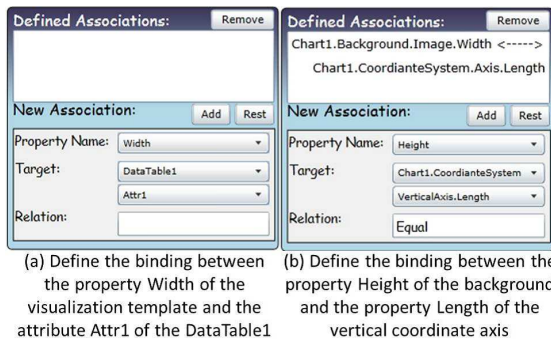 Defined Associations: Remove
New Association: Add Rest
Property Name: Width
Target: DataTable1
Attr1
Relation:
(a) Define the binding between
the property Width of the
visualization template and the
attribute Attr1 of the DataTable1
Defined Associations: Remove
Chart1.Background.Image.Width <----->
Chart1.CoordianteSystem.Axis.Length
New Association: Add Rest
Property Name: Height
Target: Chart1.CoordianteSystem
VerticalAxis.Length
Relation: Equal
(b) Define the binding between the
property Height of the background
and the property Length of the
vertical coordinate axis